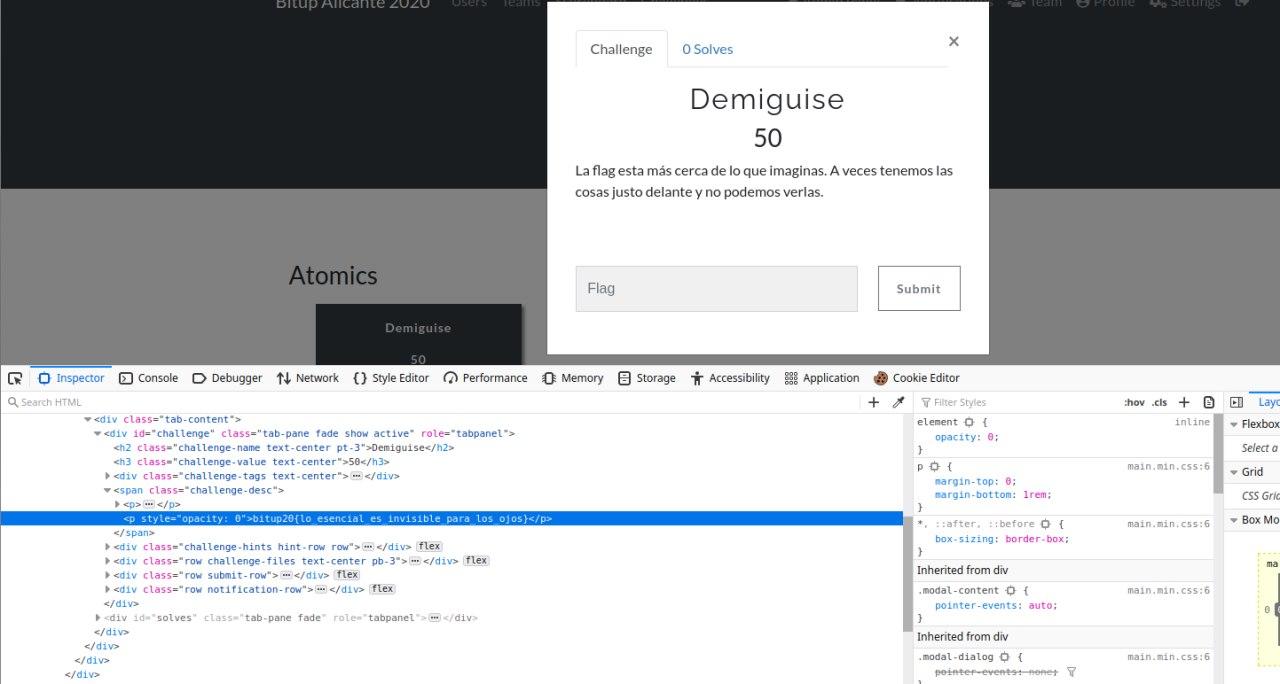 Bitup Alicante 2020 Users Teams Team Profile Settings
Challenge 0 Solves ×
Demiguise
50
La flag esta más cerca de lo que imaginas. A veces tenemos las
cosas justo delante y no podemos verlas.
Flag Submit
Atomics
Demiguise
50
Inspector Console Debugger Network Style Editor Performance Memory Storage Accessibility Application Cookie Editor
Search HTML
<div class="tab-content">
<div id="challenge" class="tab-pane fade show active" role="tabpanel">
<h2 class="challenge-name text-center pt-3">Demiguise</h2>
<h3 class="challenge-value text-center">50</h3>
<div class="challenge-tags text-center">⋯</div>
<span class="challenge-desc">
<p>⋯</p>
<p style="opacity: 0">bitup20{lo_esencial_es_invisible_para_los_ojos}</p>
</span>
<div class="challenge-hints hint-row row">⋯</div> flex
<div class="row challenge-files text-center pb-3">⋯</div> flex
<div class="row submit-row">⋯</div> flex
<div class="row notification-row">⋯</div> flex
</div>
<div id="solves" class="tab-pane fade" role="tabpanel">⋯</div>
</div>
</div>
</div>
</div>
Filter Styles :hov .cls +
element { inline
opacity: 0;
}
p { main.min.css:6
margin-top: 0;
margin-bottom: 1rem;
}
*, ::after, ::before { main.min.css:6
box-sizing: border-box;
}
Inherited from div
.modal-content { main.min.css:6
pointer-events: auto;
}
Inherited from div
.modal-dialog { main.min.css:6
pointer-events: none;
Layo
Flexbox
Select a
Grid
CSS Grid
Box Mo
ma
0